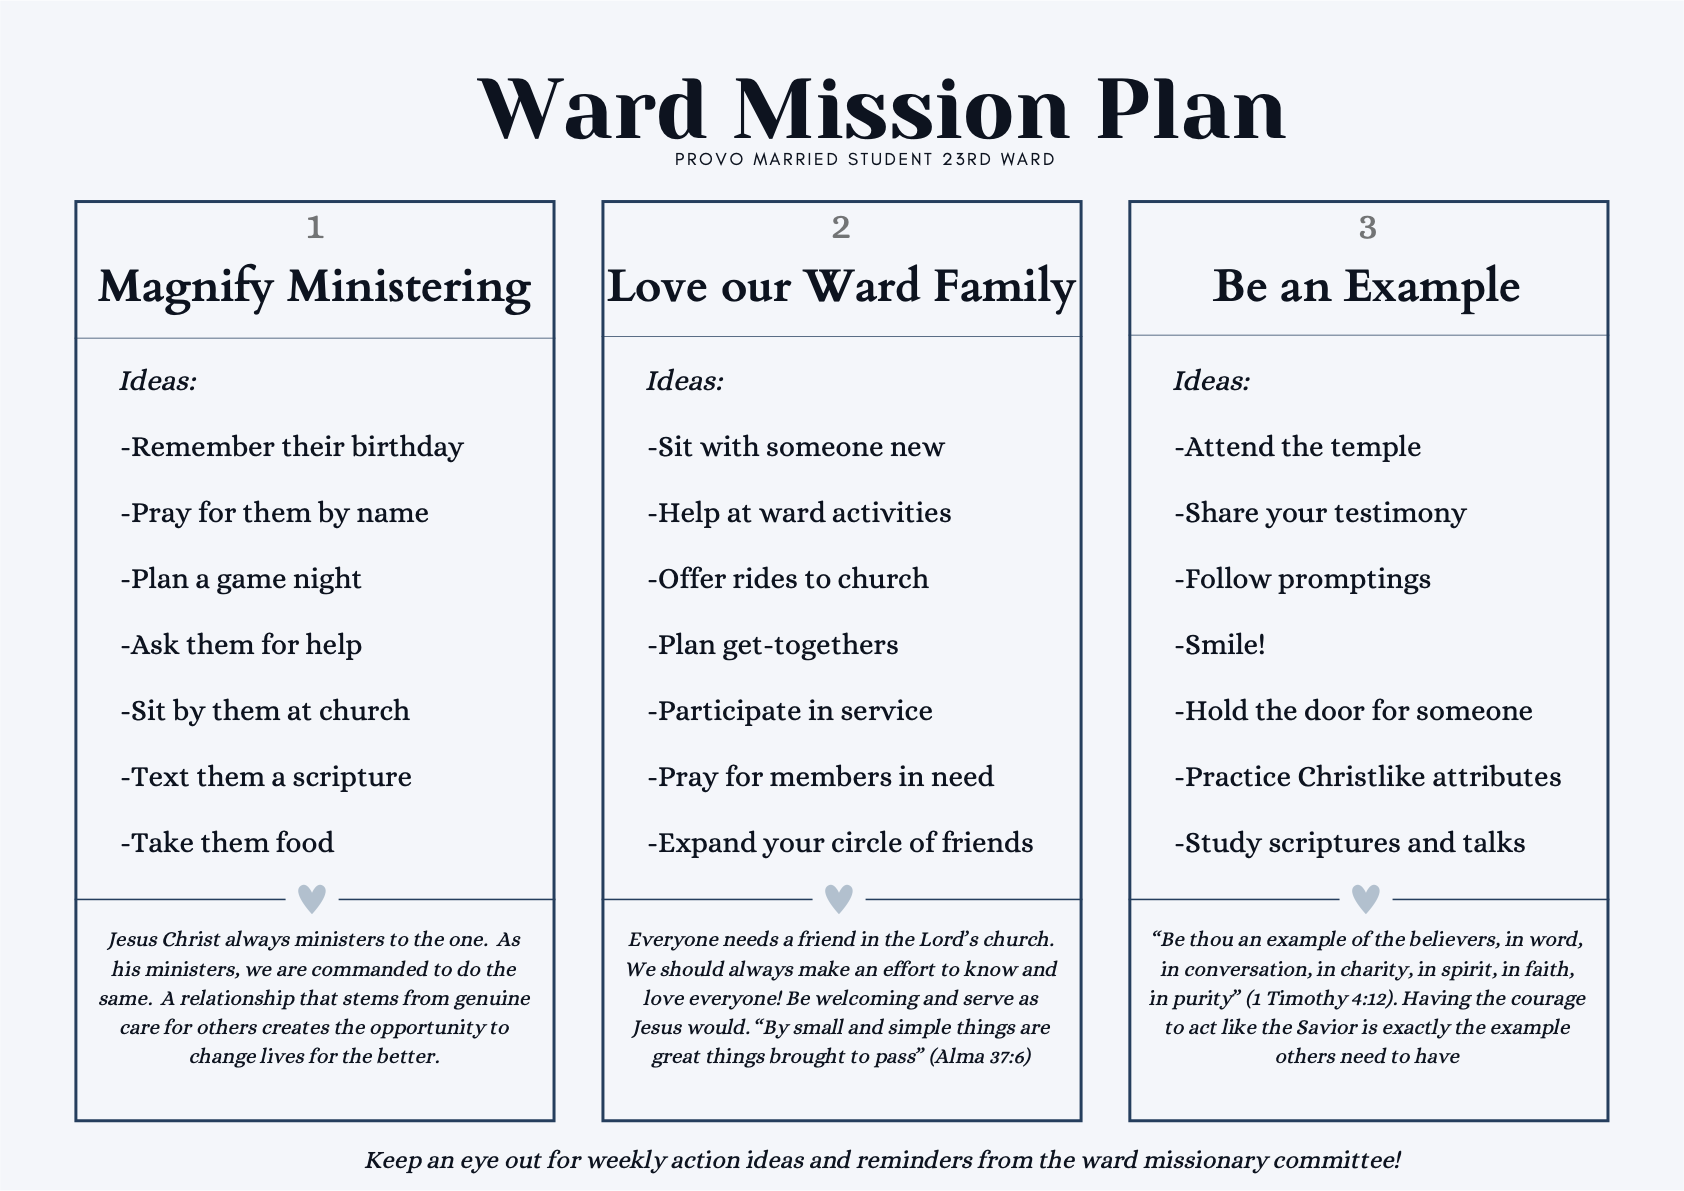 Ward Mission Plan
PROVO MARRIED STUDENT 23RD WARD
1
Magnify Ministering
Ideas:
-Remember their birthday
-Pray for them by name
-Plan a game night
-Ask them for help
-Sit by them at church
-Text them a scripture
-Take them food
Jesus Christ always ministers to the one. As
his ministers, we are commanded to do the
same. A relationship that stems from genuine
care for others creates the opportunity to
change lives for the better.
2
Love our Ward Family
Ideas:
-Sit with someone new
-Help at ward activities
-Offer rides to church
-Plan get-togethers
-Participate in service
-Pray for members in need
-Expand your circle of friends
Everyone needs a friend in the Lord’s church.
We should always make an effort to know and
love everyone! Be welcoming and serve as
Jesus would. “By small and simple things are
great things brought to pass” (Alma 37:6)
3
Be an Example
Ideas:
-Attend the temple
-Share your testimony
-Follow promptings
-Smile!
-Hold the door for someone
-Practice Christlike attributes
-Study scriptures and talks
“Be thou an example of the believers, in word,
in conversation, in charity, in spirit, in faith,
in purity” (1 Timothy 4:12). Having the courage
to act like the Savior is exactly the example
others need to have
Keep an eye out for weekly action ideas and reminders from the ward missionary committee!